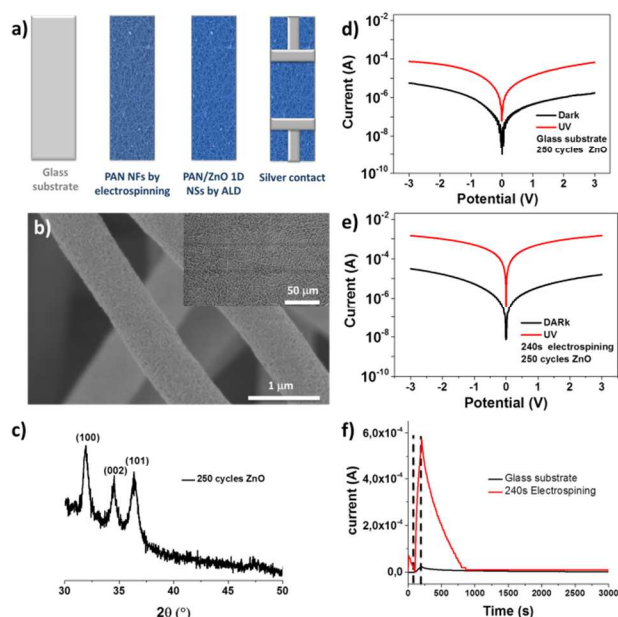 a)
Glass
substrate
PAN NFs by
electrospinning
PAN/ZnO 1D
NSs by ALD
Silver contact
b)
50 µm
1 µm
c)
(100)
(002)
(101)
250 cycles ZnO
30
35
40
45
50
2θ (°)
d)
Current (A)
10⁻²
10⁻⁴
10⁻⁶
10⁻⁸
10⁻¹⁰
Dark
UV
Glass substrate
250 cycles ZnO
-3 -2 -1 0 1 2 3
Potential (V)
e)
Current (A)
10⁻²
10⁻⁴
10⁻⁶
10⁻⁸
10⁻¹⁰
DARk
UV
240s electrospining
250 cycles ZnO
-3 -2 -1 0 1 2 3
Potential (V)
f)
current (A)
6,0x10⁻⁴
4,0x10⁻⁴
2,0x10⁻⁴
0,0
Glass substrate
240s Electrospining
0 500 1000 1500 2000 2500 3000
Time (s)